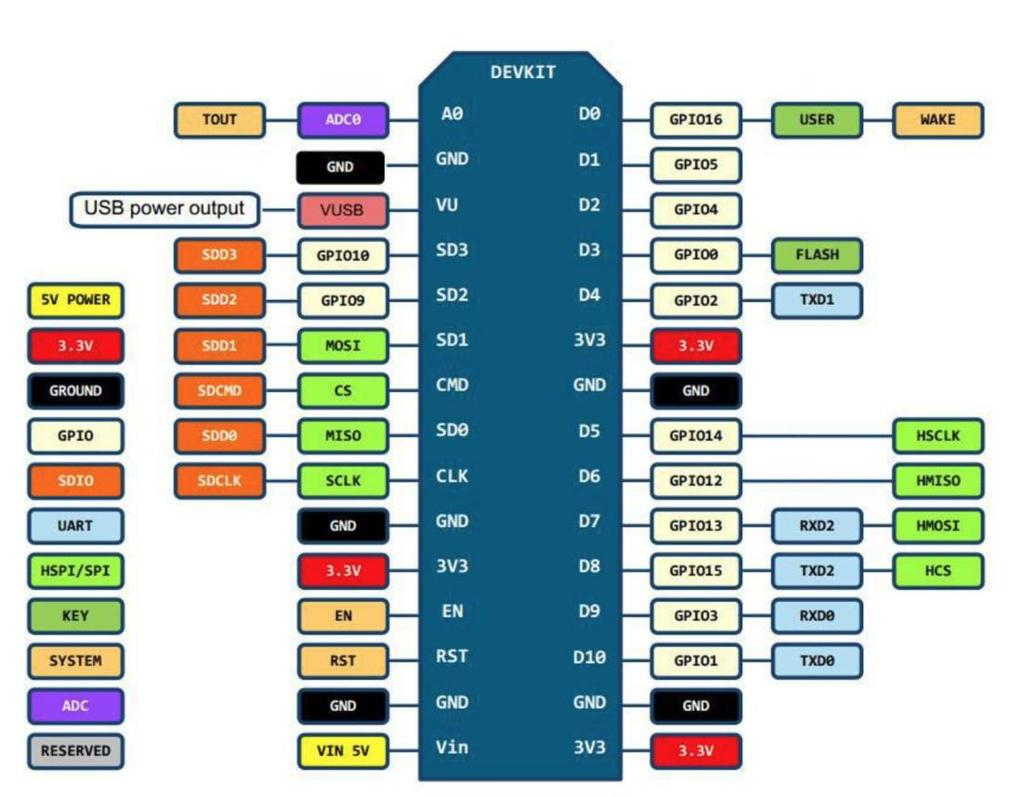 DEVKIT
TOUT ADC0 A0 D0 GPIO16 USER WAKE
GND GND D1 GPIO5
USB power output VUSB VU D2 GPIO4
SDD3 GPIO10 SD3 D3 GPIO0 FLASH
5V POWER SDD2 GPIO9 SD2 D4 GPIO2 TXD1
3.3V SDD1 MOSI SD1 3V3 3.3V
GROUND SDCMD CS CMD GND GND
GPIO SDD0 MISO SD0 D5 GPIO14 HSCLK
SDIO SDCLK SCLK CLK D6 GPIO12 HMISO
UART GND GND D7 GPIO13 RXD2 HMOSI
HSPI/SPI 3.3V 3V3 D8 GPIO15 TXD2 HCS
KEY EN EN D9 GPIO3 RXD0
SYSTEM RST RST D10 GPIO1 TXD0
ADC GND GND GND GND
RESERVED VIN 5V Vin 3V3 3.3V